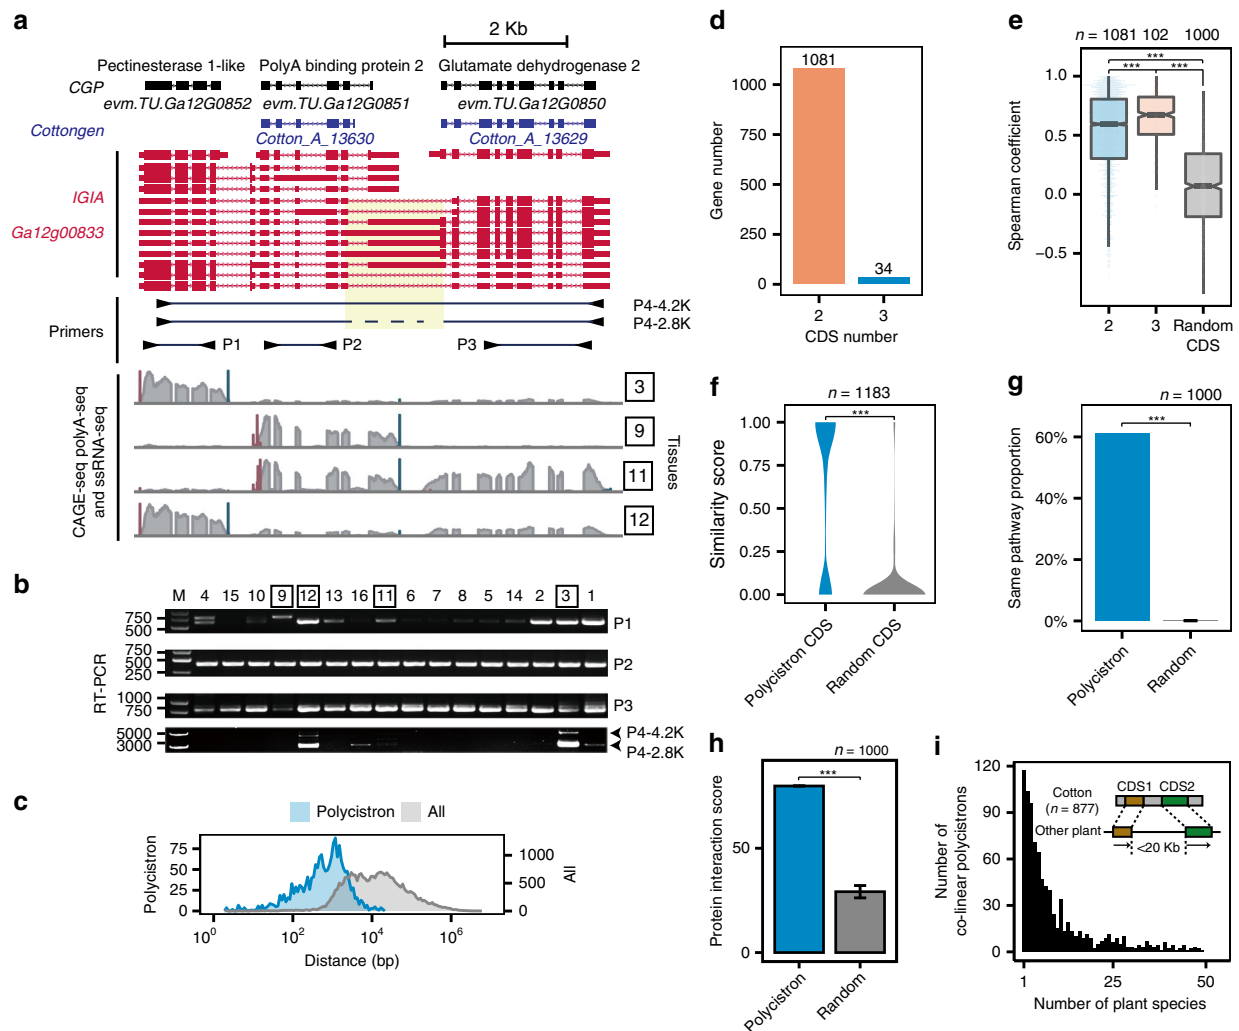 a
2 Kb
Pectinesterase 1-like PolyA binding protein 2 Glutamate dehydrogenase 2
CGP
evm.TU.Ga12G0852 evm.TU.Ga12G0851 evm.TU.Ga12G0850
Cottongen
Cotton_A_13630 Cotton_A_13629
IGIA
Ga12g00833
Primers
P4-4.2K
P4-2.8K
P1 P2 P3
CAGE-seq polyA-seq
and ssRNA-seq
3
9
11
12
Tissues
b
M 4 15 10 9 12 13 16 11 6 7 8 5 14 2 3 1
RT-PCR
750
500
P1
750
500
250
P2
1000
750
P3
5000
3000
P4-4.2K
P4-2.8K
c
Polycistron All
Polycistron
75
50
25
0
1000
500
0
All
10^0 10^2 10^4 10^6
Distance (bp)
d
Gene number
1000
750
500
250
0
1081
34
2 3
CDS number
e
n = 1081 102 1000
***
*** ***
Spearman coefficient
1.0
0.5
0.0
−0.5
2 3 Random
CDS
f
n = 1183
***
Similarity score
1.00
0.75
0.50
0.25
0.00
Polycistron CDS
Random CDS
g
n = 1000
***
Same pathway proportion
60%
40%
20%
0%
Polycistron
Random
h
n = 1000
***
Protein interaction score
50
0
Polycistron
Random
i
Number of
co-linear polycistrons
120
90
60
30
0
CDS1 CDS2
Cotton
(n = 877)
Other plant
<20 Kb
1 25 50
Number of plant species